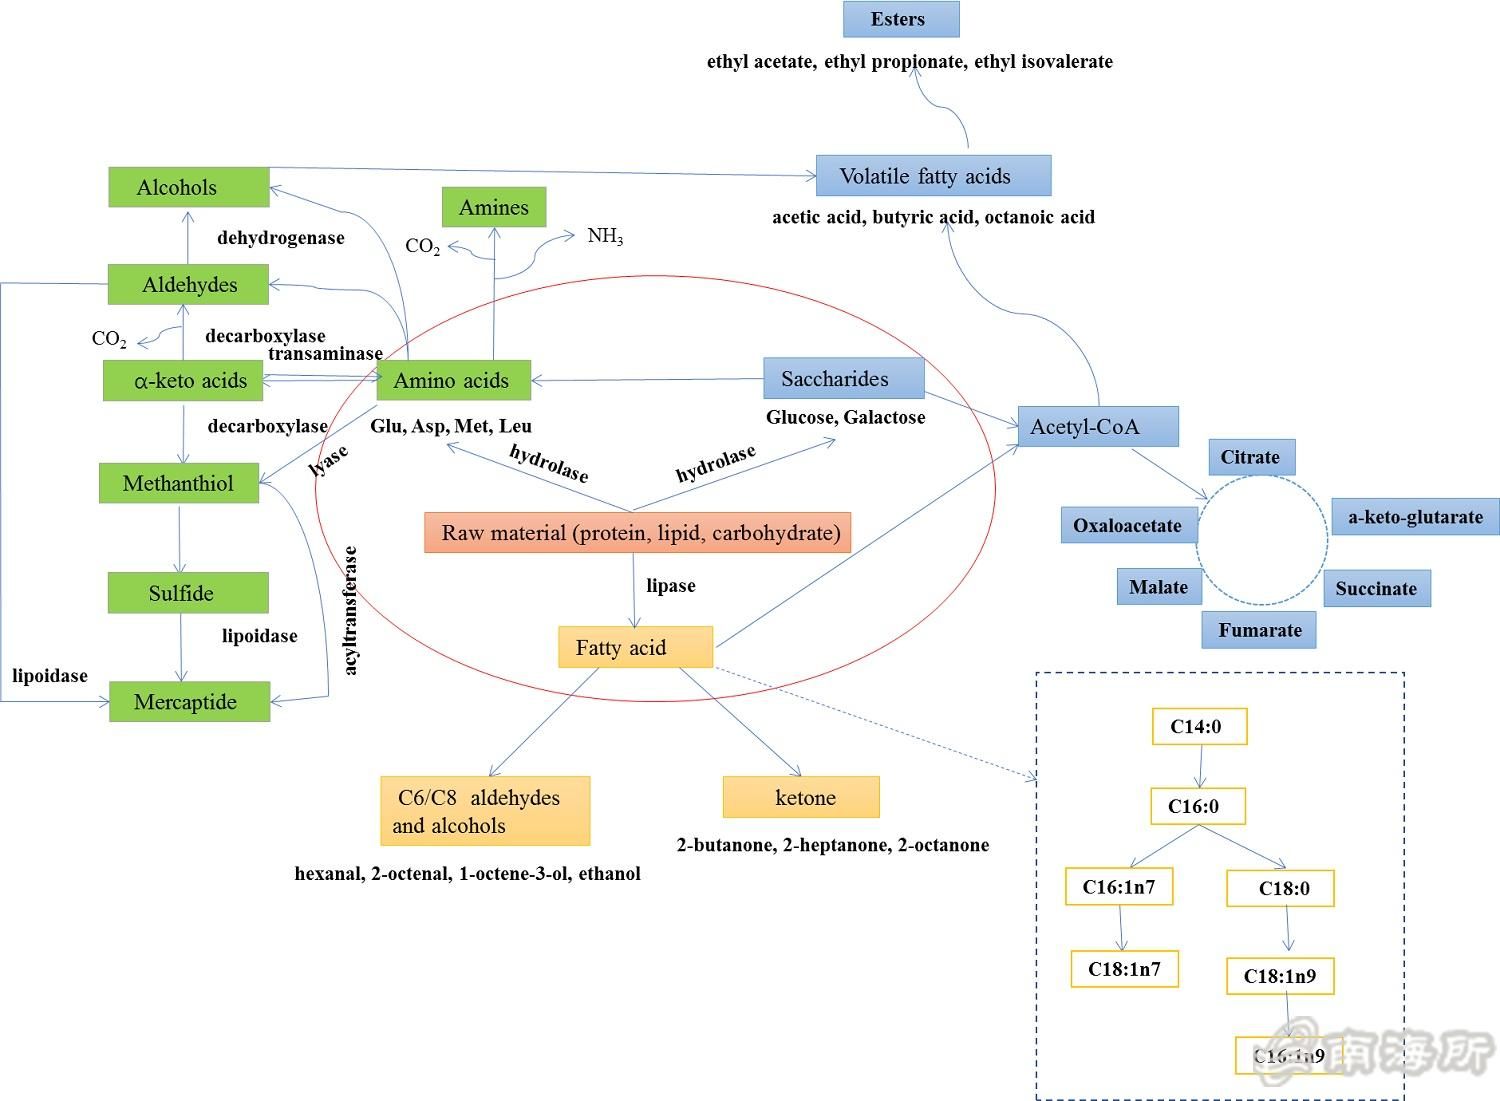 Esters
ethyl acetate, ethyl propionate, ethyl isovalerate
Alcohols
Volatile fatty acids
Amines
acetic acid, butyric acid, octanoic acid
dehydrogenase
CO2
NH3
Aldehydes
CO2
decarboxylase
transaminase
α-keto acids
Amino acids
Saccharides
Glu, Asp, Met, Leu
Glucose, Galactose
Acetyl-CoA
decarboxylase
lyase
hydrolase
hydrolase
Citrate
Methanthiol
Oxaloacetate
a-keto-glutarate
Raw material (protein, lipid, carbohydrate)
Malate
Succinate
Sulfide
lipase
acyltransferase
Fumarate
lipoidase
Fatty acid
lipoidase
Mercaptide
C14:0
C6/C8 aldehydes
and alcohols
ketone
C16:0
2-butanone, 2-heptanone, 2-octanone
hexanal, 2-octenal, 1-octene-3-ol, ethanol
C16:1n7
C18:0
C18:1n7
C18:1n9
C16:1n9
南海所